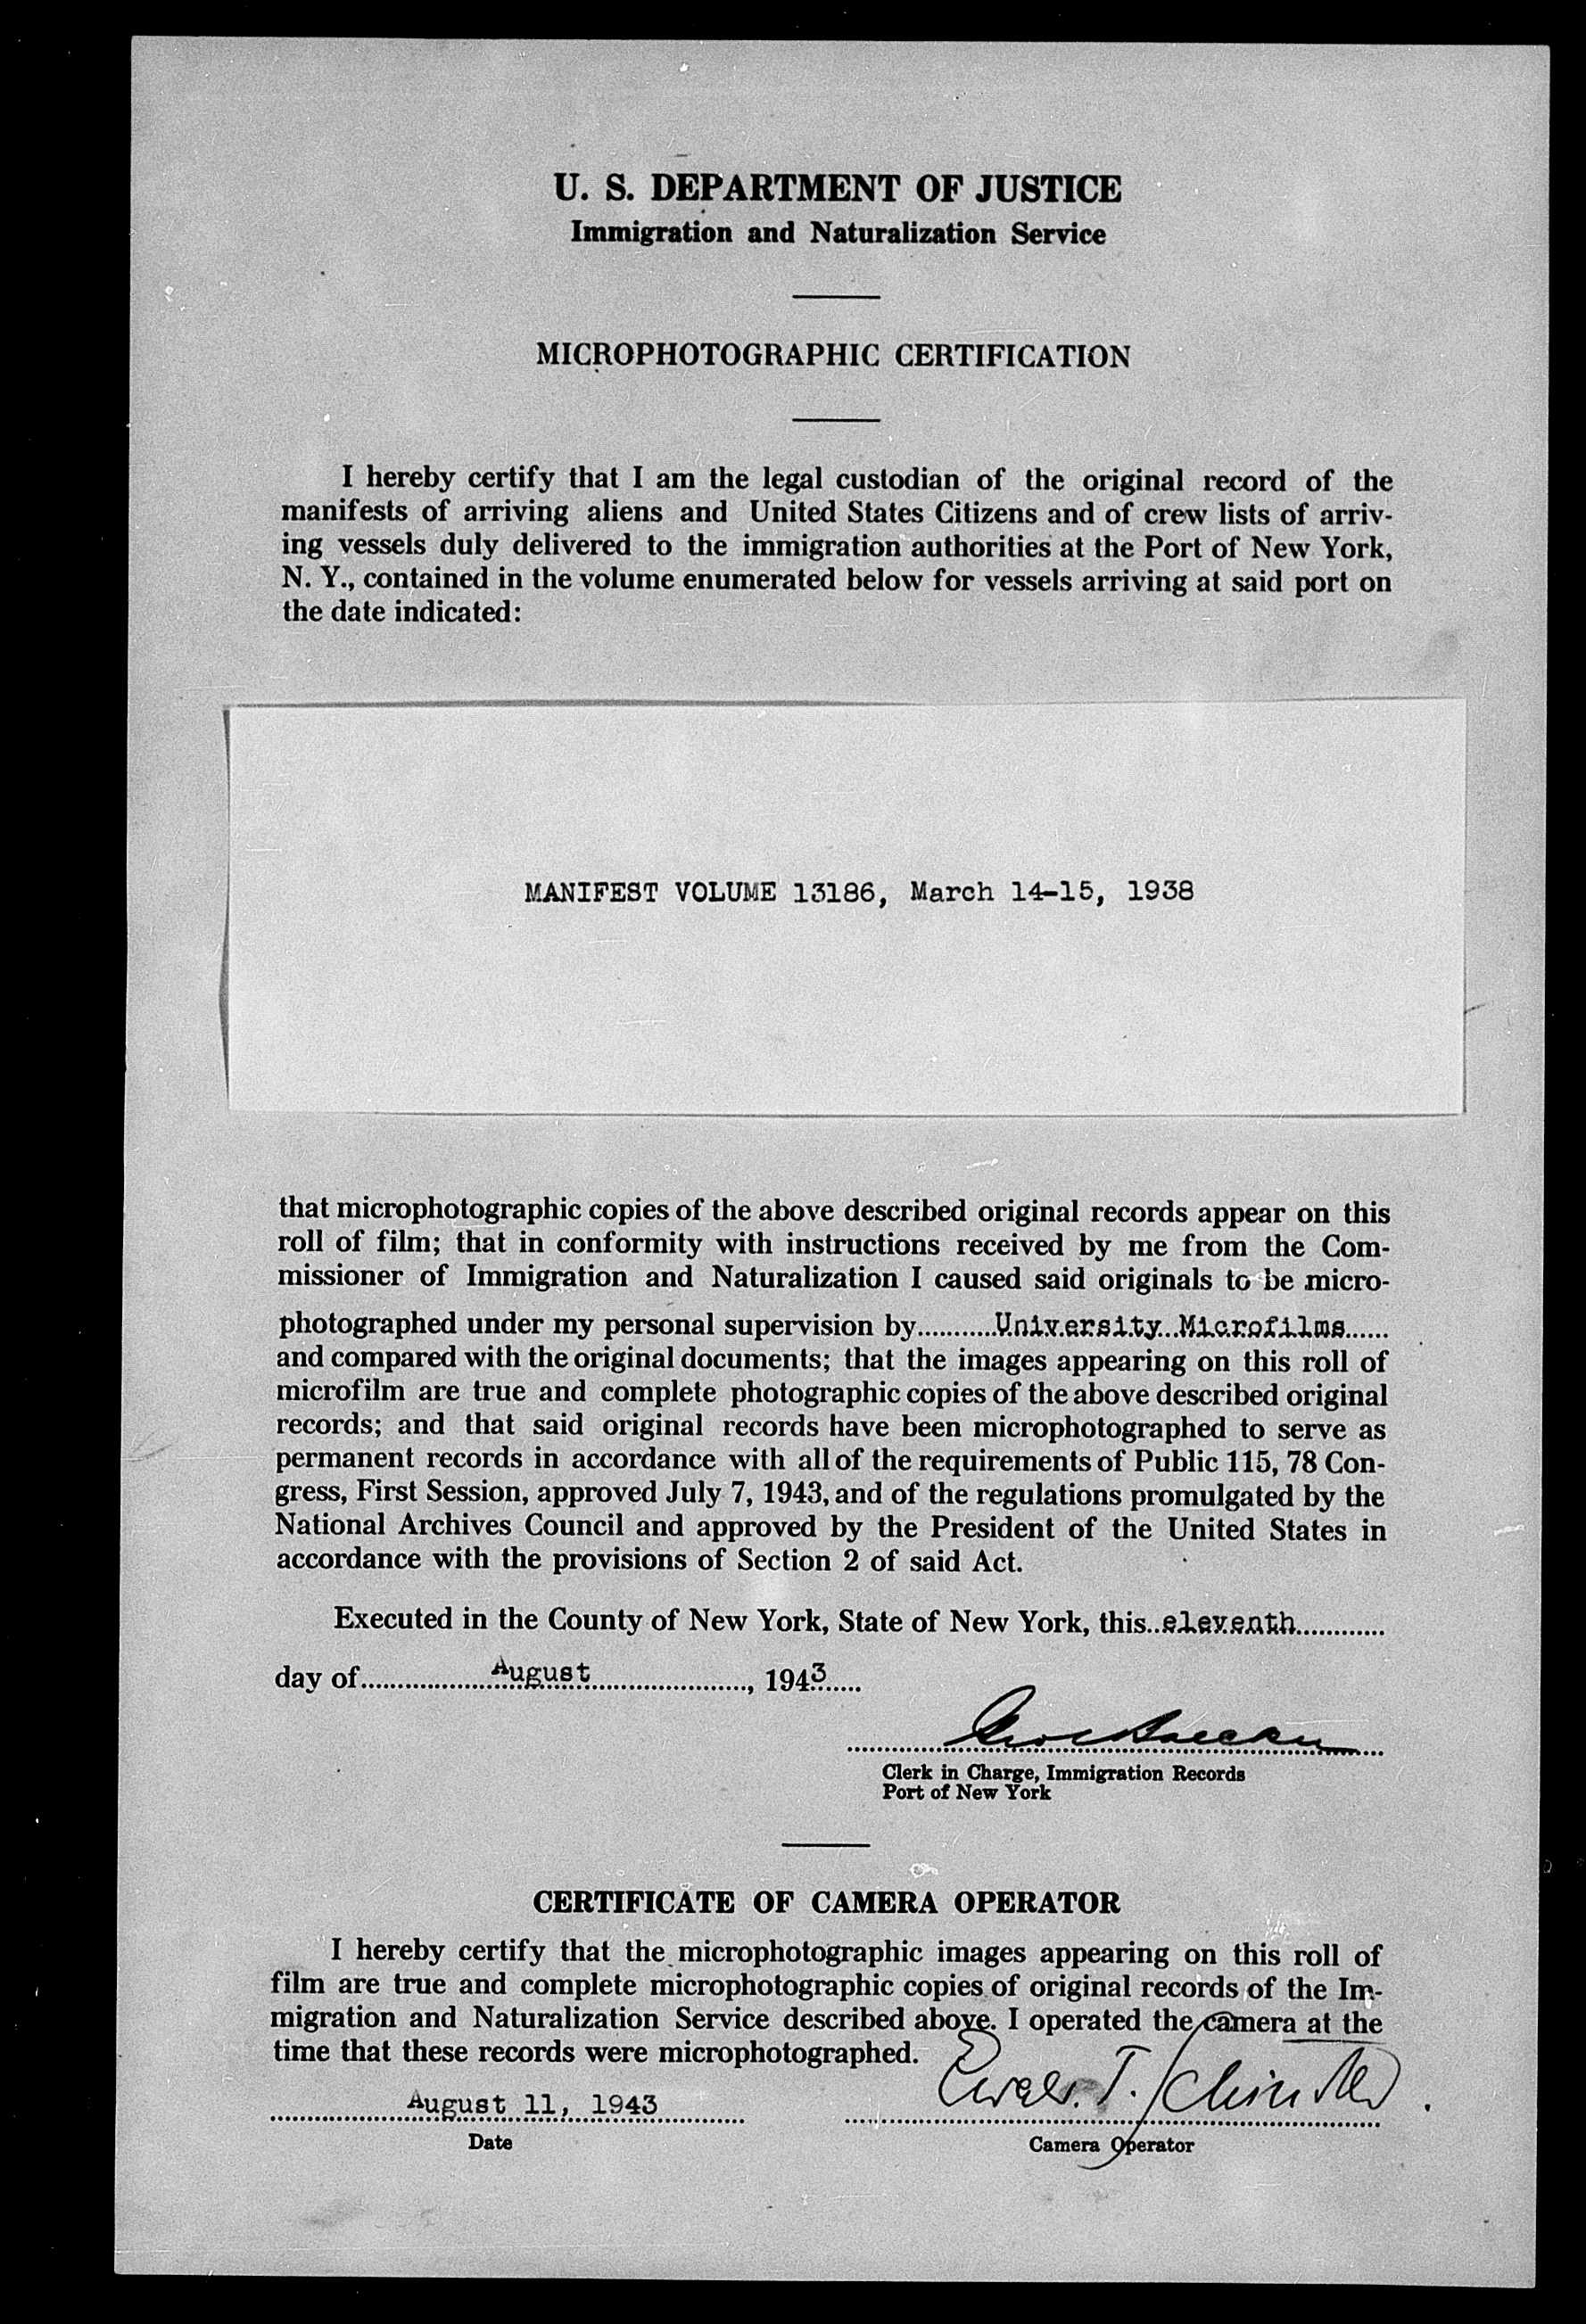 U. S. DEPARTMENT OF JUSTICE
Immigration and Naturalization Service
MICROPHOTOGRAPHIC CERTIFICATION
I hereby certify that I am the legal custodian of the original record of the
manifests of arriving aliens and United States Citizens and of crew lists of arriv-
ing vessels duly delivered to the immigration authorities at the Port of New York,
N. Y., contained in the volume enumerated below for vessels arriving at said port on
the date indicated:
MANIFEST VOLUME 13186, March 14-15, 1938
that microphotographic copies of the above described original records appear on this
roll of film; that in conformity with instructions received by me from the Com-
missioner of Immigration and Naturalization I caused said originals to be micro-
photographed under my personal supervision by...........University Microfilms......
and compared with the original documents; that the images appearing on this roll of
microfilm are true and complete photographic copies of the above described original
records; and that said original records have been microphotographed to serve as
permanent records in accordance with all of the requirements of Public 115, 78 Con-
gress, First Session, approved July 7, 1943, and of the regulations promulgated by the
National Archives Council and approved by the President of the United States in
accordance with the provisions of Section 2 of said Act.
Executed in the County of New York, State of New York, this..eleventh............
day of..................August......................, 1943......
Clerk in Charge, Immigration Records
Port of New York
CERTIFICATE OF CAMERA OPERATOR
I hereby certify that the microphotographic images appearing on this roll of
film are true and complete microphotographic copies of original records of the Im-
migration and Naturalization Service described above. I operated the camera at the
time that these records were microphotographed.
August 11, 1943
Date
Camera Operator